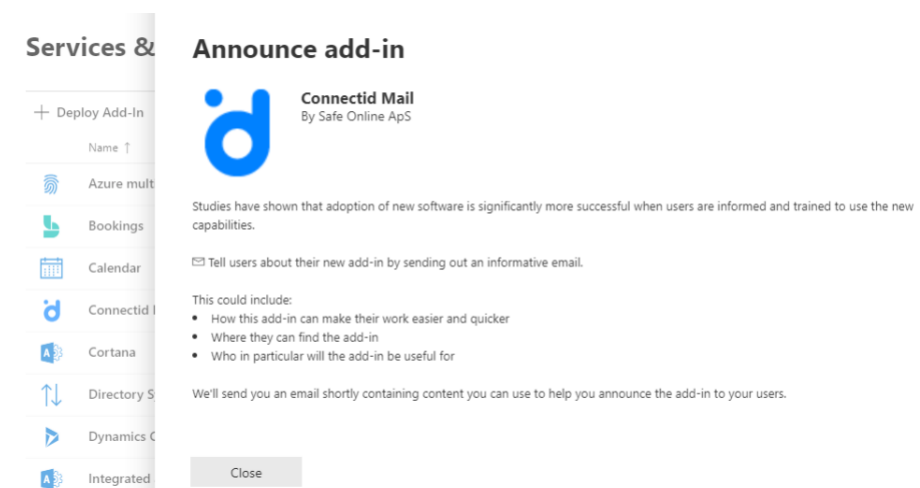 Services &
Deploy Add-In
Name ↑
Azure mult
Bookings
Calendar
Connectid
Cortana
Directory S
Dynamics C
Integrated
Announce add-in
Connectid Mail
By Safe Online ApS
Studies have shown that adoption of new software is significantly more successful when users are informed and trained to use the new
capabilities.
Tell users about their new add-in by sending out an informative email.
This could include:
• How this add-in can make their work easier and quicker
• Where they can find the add-in
• Who in particular will the add-in be useful for
We'll send you an email shortly containing content you can use to help you announce the add-in to your users.
Close